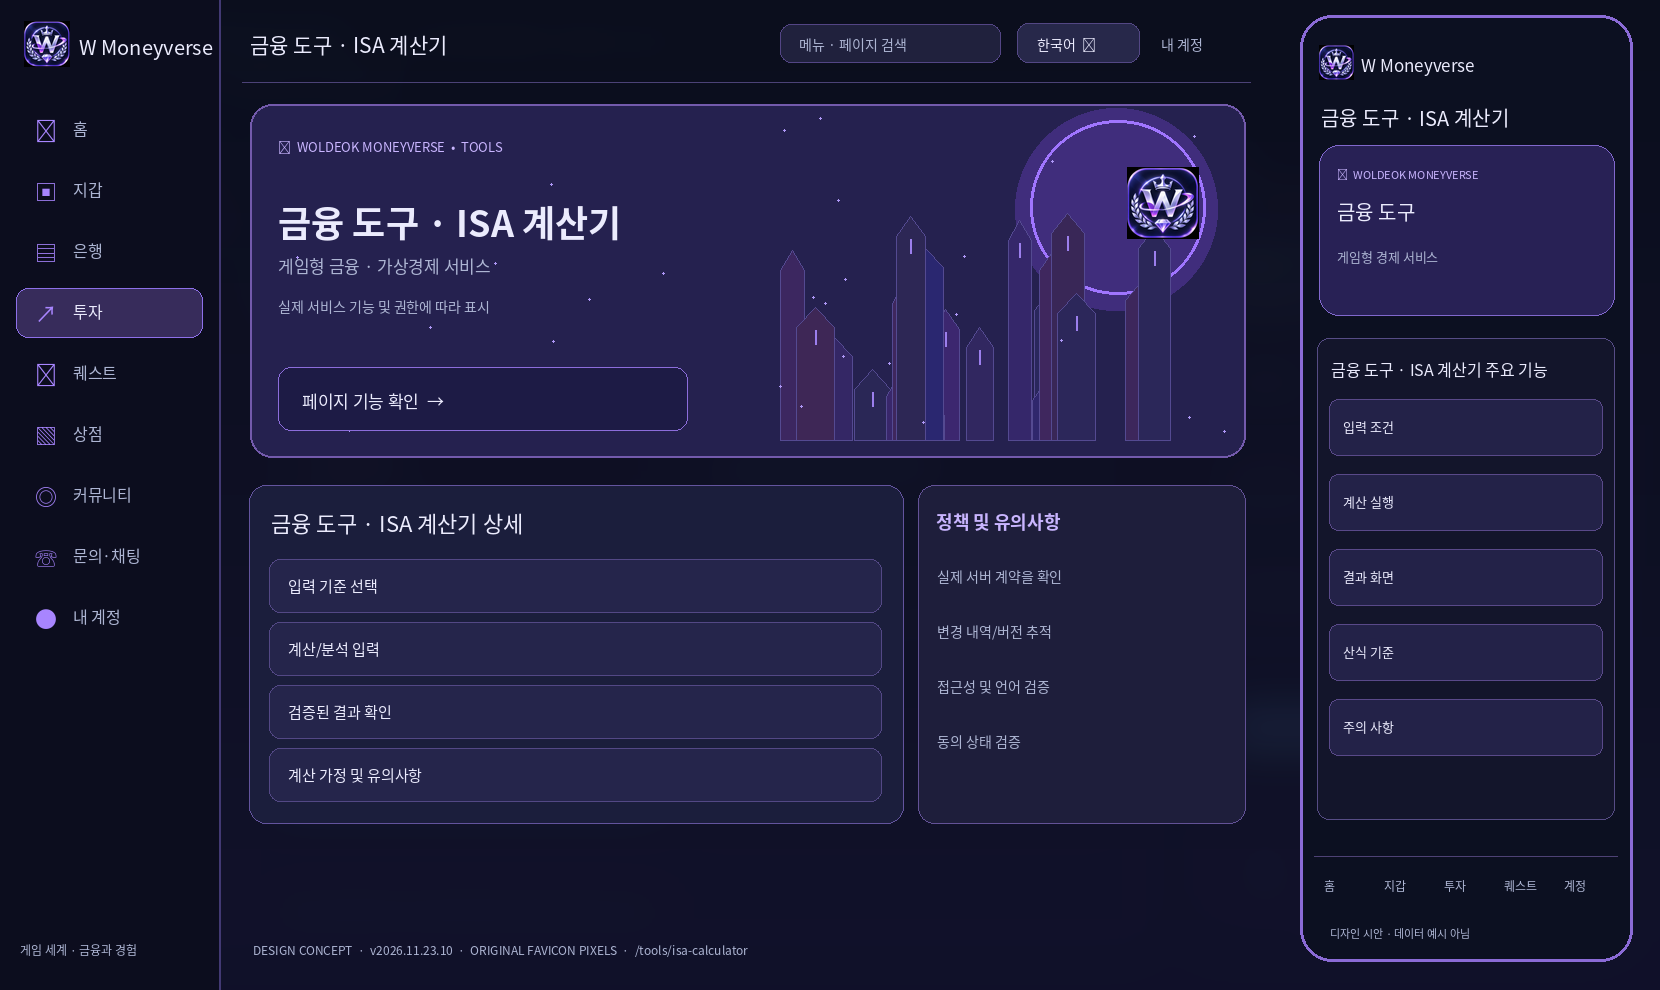 W Moneyverse
홈
지갑
은행
투자
퀘스트
상점
커뮤니티
문의·채팅
내 계정
게임 세계 · 금융과 경험
금융 도구 · ISA 계산기
메뉴 · 페이지 검색
한국어
내 계정
WOLDEOK MONEYVERSE • TOOLS
금융 도구 · ISA 계산기
게임형 금융 · 가상경제 서비스
실제 서비스 기능 및 권한에 따라 표시
페이지 기능 확인 →
금융 도구 · ISA 계산기 상세
입력 기준 선택
계산/분석 입력
검증된 결과 확인
계산 가정 및 유의사항
정책 및 유의사항
실제 서버 계약을 확인
변경 내역/버전 추적
접근성 및 언어 검증
동의 상태 검증
DESIGN CONCEPT · v2026.11.23.10 · ORIGINAL FAVICON PIXELS · /tools/isa-calculator
W Moneyverse
금융 도구 · ISA 계산기
WOLDEOK MONEYVERSE
금융 도구
게임형 경제 서비스
금융 도구 · ISA 계산기 주요 기능
입력 조건
계산 실행
결과 화면
산식 기준
주의 사항
홈 지갑 투자 퀘스트 계정
디자인 시안 · 데이터 예시 아님